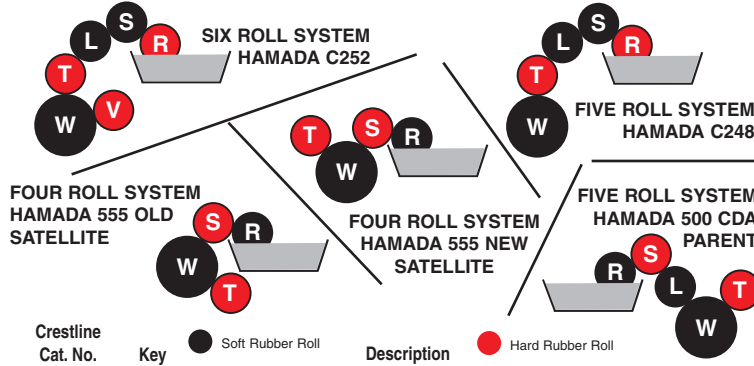 S
L
R
T
W
V
SIX ROLL SYSTEM
HAMADA C252
S
L
R
T
W
FIVE ROLL SYSTEM
HAMADA C248
T
S
R
W
FOUR ROLL SYSTEM
HAMADA 555 NEW
SATELLITE
FOUR ROLL SYSTEM
HAMADA 555 OLD
SATELLITE
S
R
W
T
FIVE ROLL SYSTEM
HAMADA 500 CDA
PARENT
S
R
L
T
W
Crestline
Cat. No. Key Soft Rubber Roll Description Hard Rubber Roll